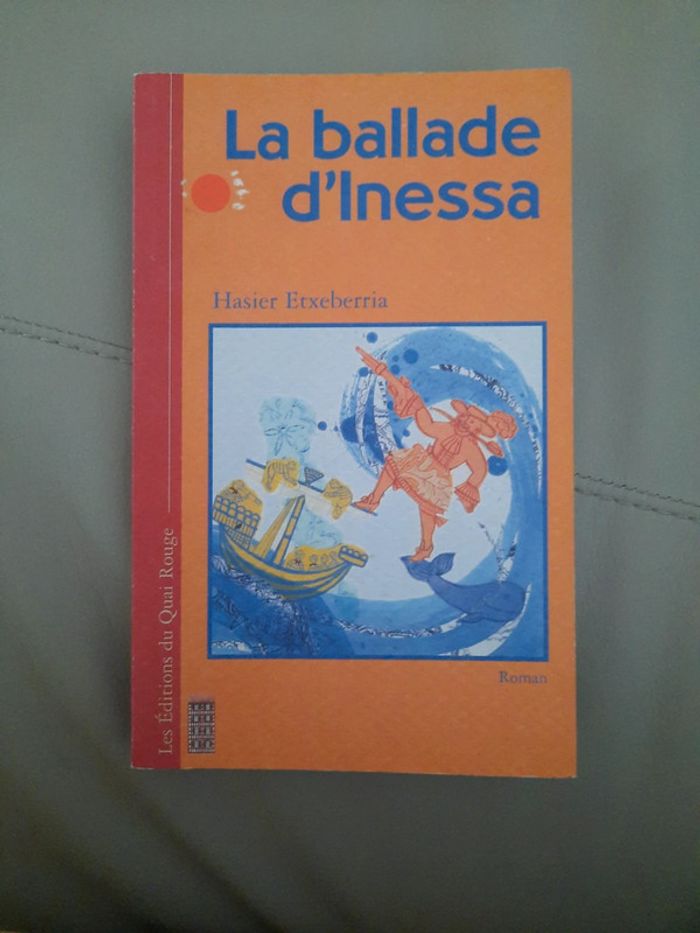 La ballade
d'Inessa
Hasier Etxeberria
Roman
Les Éditions du Quai Rouge